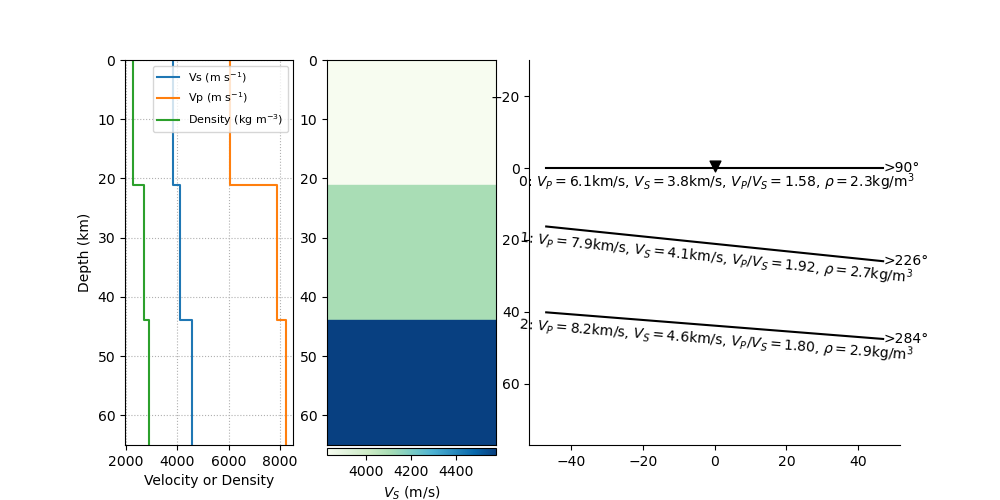 0
10
20
30
40
50
60
Depth (km)
2000 4000 6000 8000
Velocity or Density
Vs (m s⁻¹)
Vp (m s⁻¹)
Density (kg m⁻³)
0
10
20
30
40
50
60
4000 4200 4400
V_S (m/s)
−20
0
20
40
60
−40 −20 0 20 40
>90°
0: V_P = 6.1km/s, V_S = 3.8km/s, V_P/V_S = 1.58, ρ = 2.3kg/m³
>226°
1: V_P = 7.9km/s, V_S = 4.1km/s, V_P/V_S = 1.92, ρ = 2.7kg/m³
>284°
2: V_P = 8.2km/s, V_S = 4.6km/s, V_P/V_S = 1.80, ρ = 2.9kg/m³